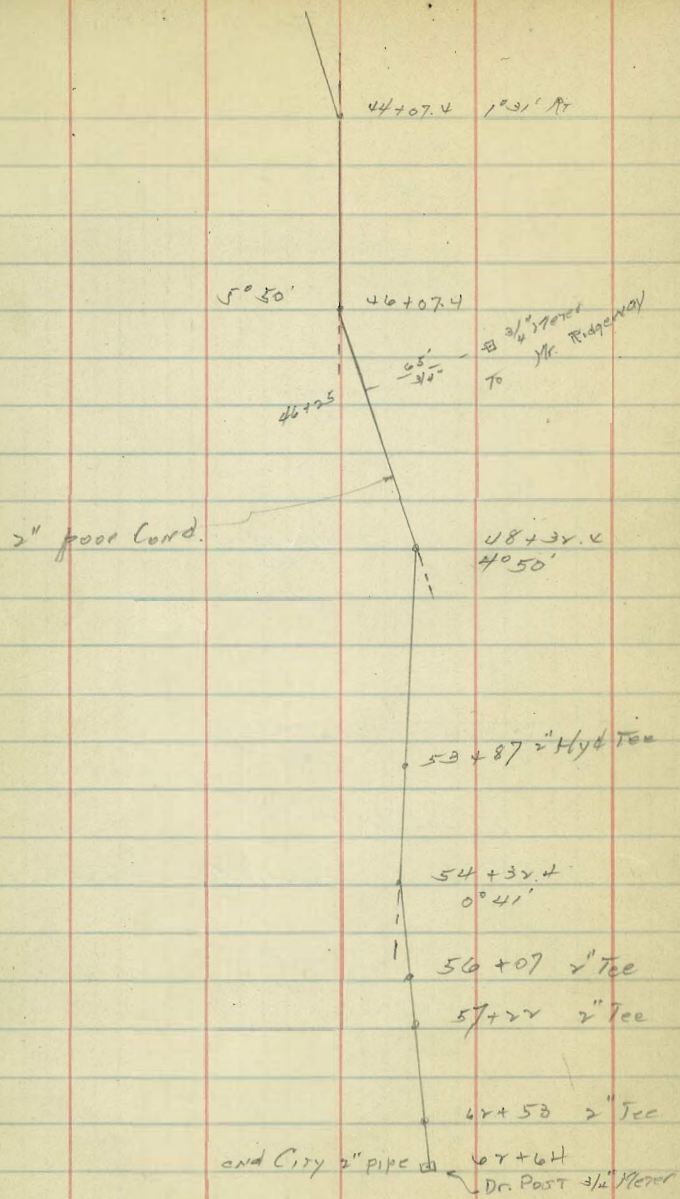 44+07.4 1°31' Rt
5°50' 46+07.4
3/4" Meter
65' To Mr. Ridgeway
3/4"
46+25
2" poor Cond.
48+32.4
4°50'
53+87 2" Hyd Tee
54+32.4
0°41'
56+07 2" Tee
57+22 2" Tee
62+53 2" Tee
end City 2" pipe 62+64
Dr. Post 3/4" Meter